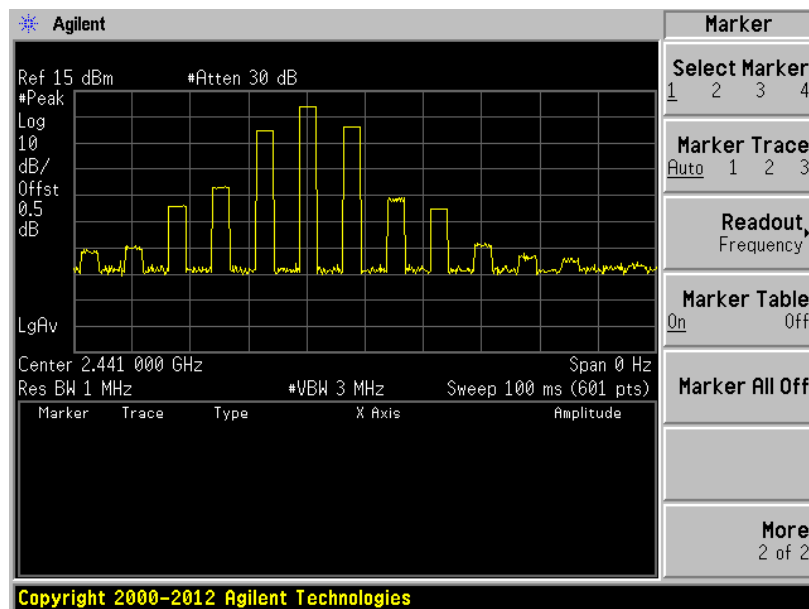 Agilent
Marker
Ref 15 dBm #Atten 30 dB
#Peak
Log
10
dB/
Offst
0.5
dB
LgAv
Center 2.441 000 GHz Span 0 Hz
Res BW 1 MHz #VBW 3 MHz Sweep 100 ms (601 pts)
Marker Trace Type X Axis Amplitude
Select Marker
1 2 3 4
Marker Trace
Auto 1 2 3
Readout
Frequency
Marker Table
On Off
Marker All Off
More
2 of 2
Copyright 2000-2012 Agilent Technologies